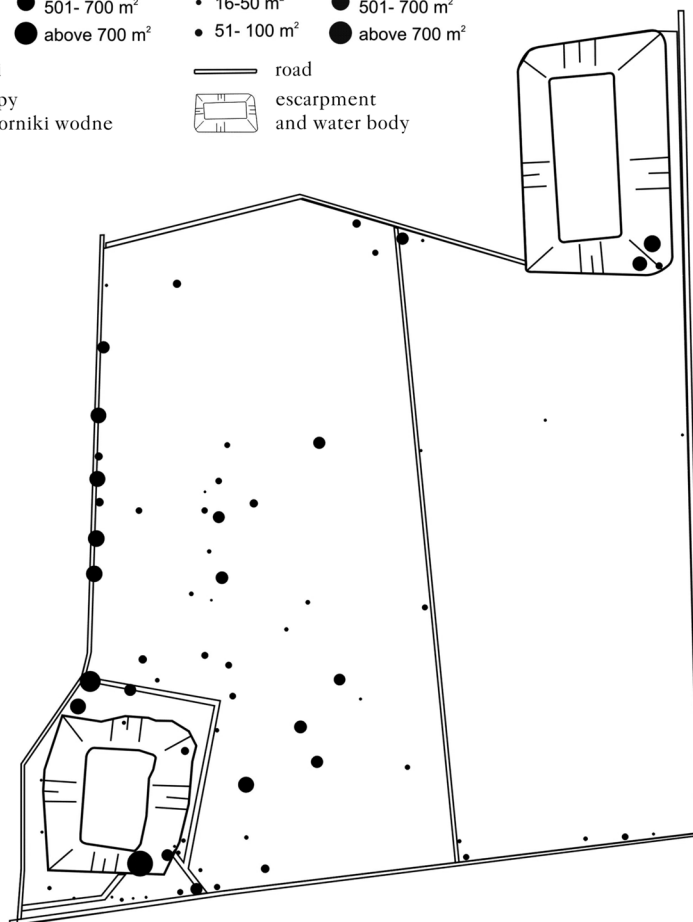 501- 700 m² 16-50 m² 501- 700 m²
above 700 m² 51- 100 m² above 700 m²
road
escarpment
orniki wodne and water body